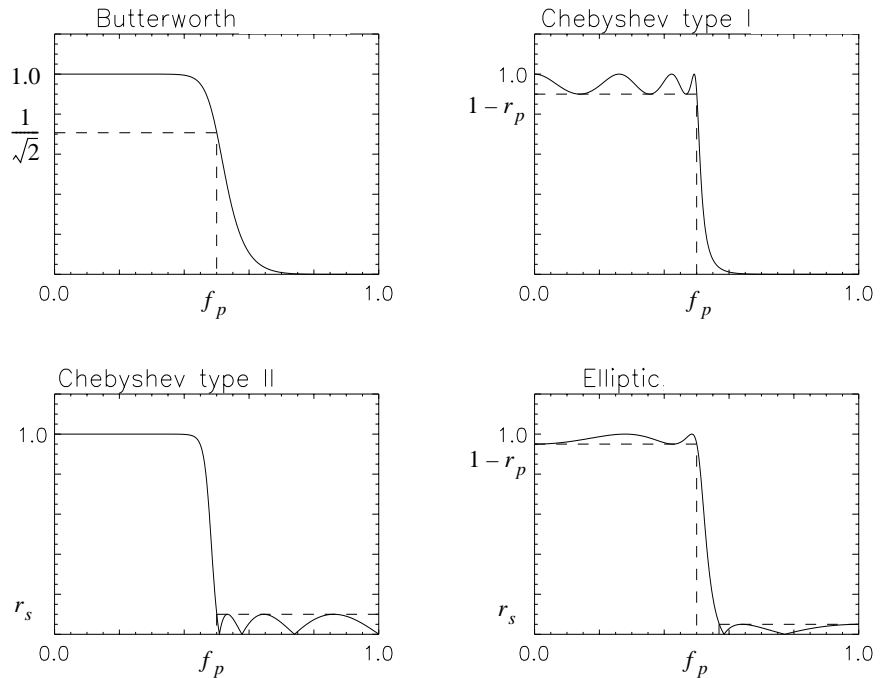 Butterworth
1.0
1
√2
0.0
f_p
1.0
Chebyshev type I
1.0
1 − r_p
0.0
f_p
1.0
Chebyshev type II
1.0
r_s
0.0
f_p
1.0
Elliptic
1.0
1 − r_p
r_s
0.0
f_p
1.0